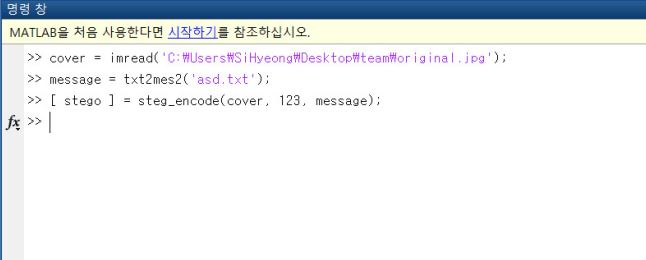 명령 창
MATLAB을 처음 사용한다면 시작하기를 참조하십시오.
>> cover = imread('C:₩Users₩SiHyeong₩Desktop₩team₩original.jpg');
>> message = txt2mes2('asd.txt');
>> [ stego ] = steg_encode(cover, 123, message);
fx >>